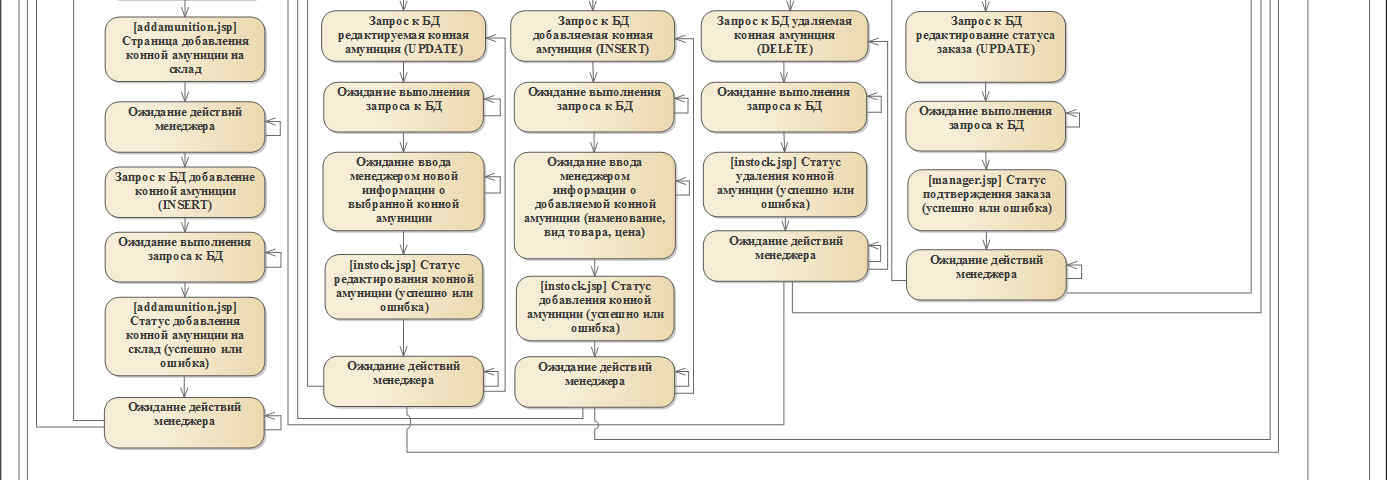 [addamunition.jsp]
Страница добавления
конной амуниции на
склад
Ожидание действий
менеджера
Запрос к БД добавление
конной амуниции
(INSERT)
Ожидание выполнения
запроса к БД
[addamunition.jsp]
Статус добавления
конной амуниции на
склад (успешно или
ошибка)
Ожидание действий
менеджера
Запрос к БД
редактируемая конная
амуниция (UPDATE)
Ожидание выполнения
запроса к БД
Ожидание ввода
менеджером новой
информации о
выбранной конной
амуниции
[instock.jsp] Статус
редактирования конной
амуниции (успешно или
ошибка)
Ожидание действий
менеджера
Запрос к БД
добавляемая конная
амуниция (INSERT)
Ожидание выполнения
запроса к БД
Ожидание ввода
менеджером
информации о
добавляемой конной
амуниции (наменование,
вид товара, цена)
[instock.jsp] Статус
добавления конной
амуниции (успешно или
ошибка)
Ожидание действий
менеджера
Запрос к БД удаляемая
конная амуниция
(DELETE)
Ожидание выполнения
запроса к БД
[instock.jsp] Статус
удаления конной
амуниции (успешно или
ошибка)
Ожидание действий
менеджера
Запрос к БД
редактирование статуса
заказа (UPDATE)
Ожидание выполнения
запроса к БД
[manager.jsp] Статус
подтверждения заказа
(успешно или ошибка)
Ожидание действий
менеджера